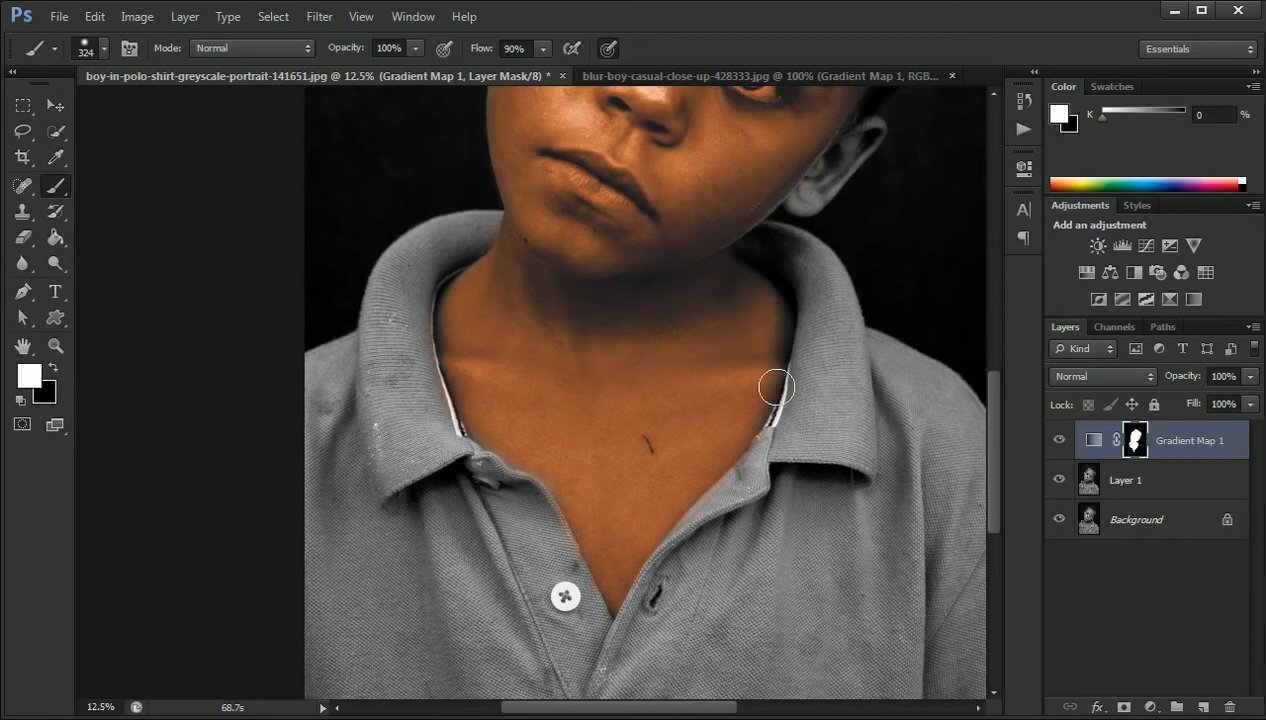 Ps File Edit Image Layer Type Select Filter View Window Help
324 Mode: Normal Opacity: 100% Flow: 90% Essentials
boy-in-polo-shirt-greyscale-portrait-141651.jpg @ 12.5% (Gradient Map 1, Layer Mask/8) * × blur-boy-casual-close-up-428333.jpg @ 100% (Gradient Map 1, RGB... ×
Color Swatches
K 0 %
Adjustments Styles
Add an adjustment
Layers Channels Paths
Kind
Normal Opacity: 100%
Lock: Fill: 100%
Gradient Map 1
Layer 1
Background
12.5% 68.7s